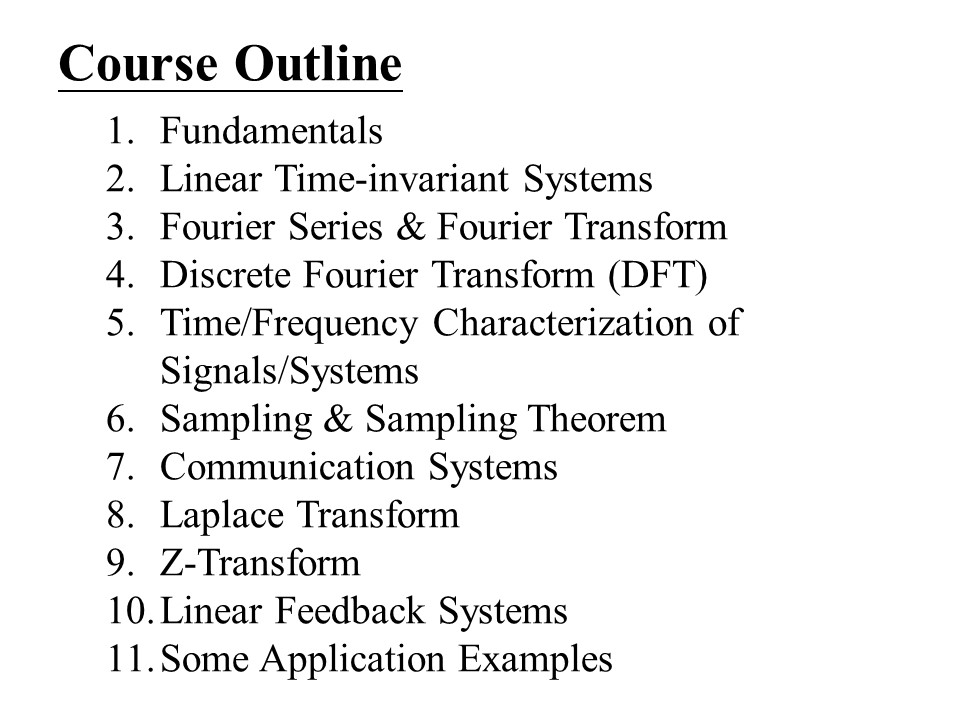 Course Outline
1. Fundamentals
2. Linear Time-invariant Systems
3. Fourier Series & Fourier Transform
4. Discrete Fourier Transform (DFT)
5. Time/Frequency Characterization of
Signals/Systems
6. Sampling & Sampling Theorem
7. Communication Systems
8. Laplace Transform
9. Z-Transform
10. Linear Feedback Systems
11. Some Application Examples